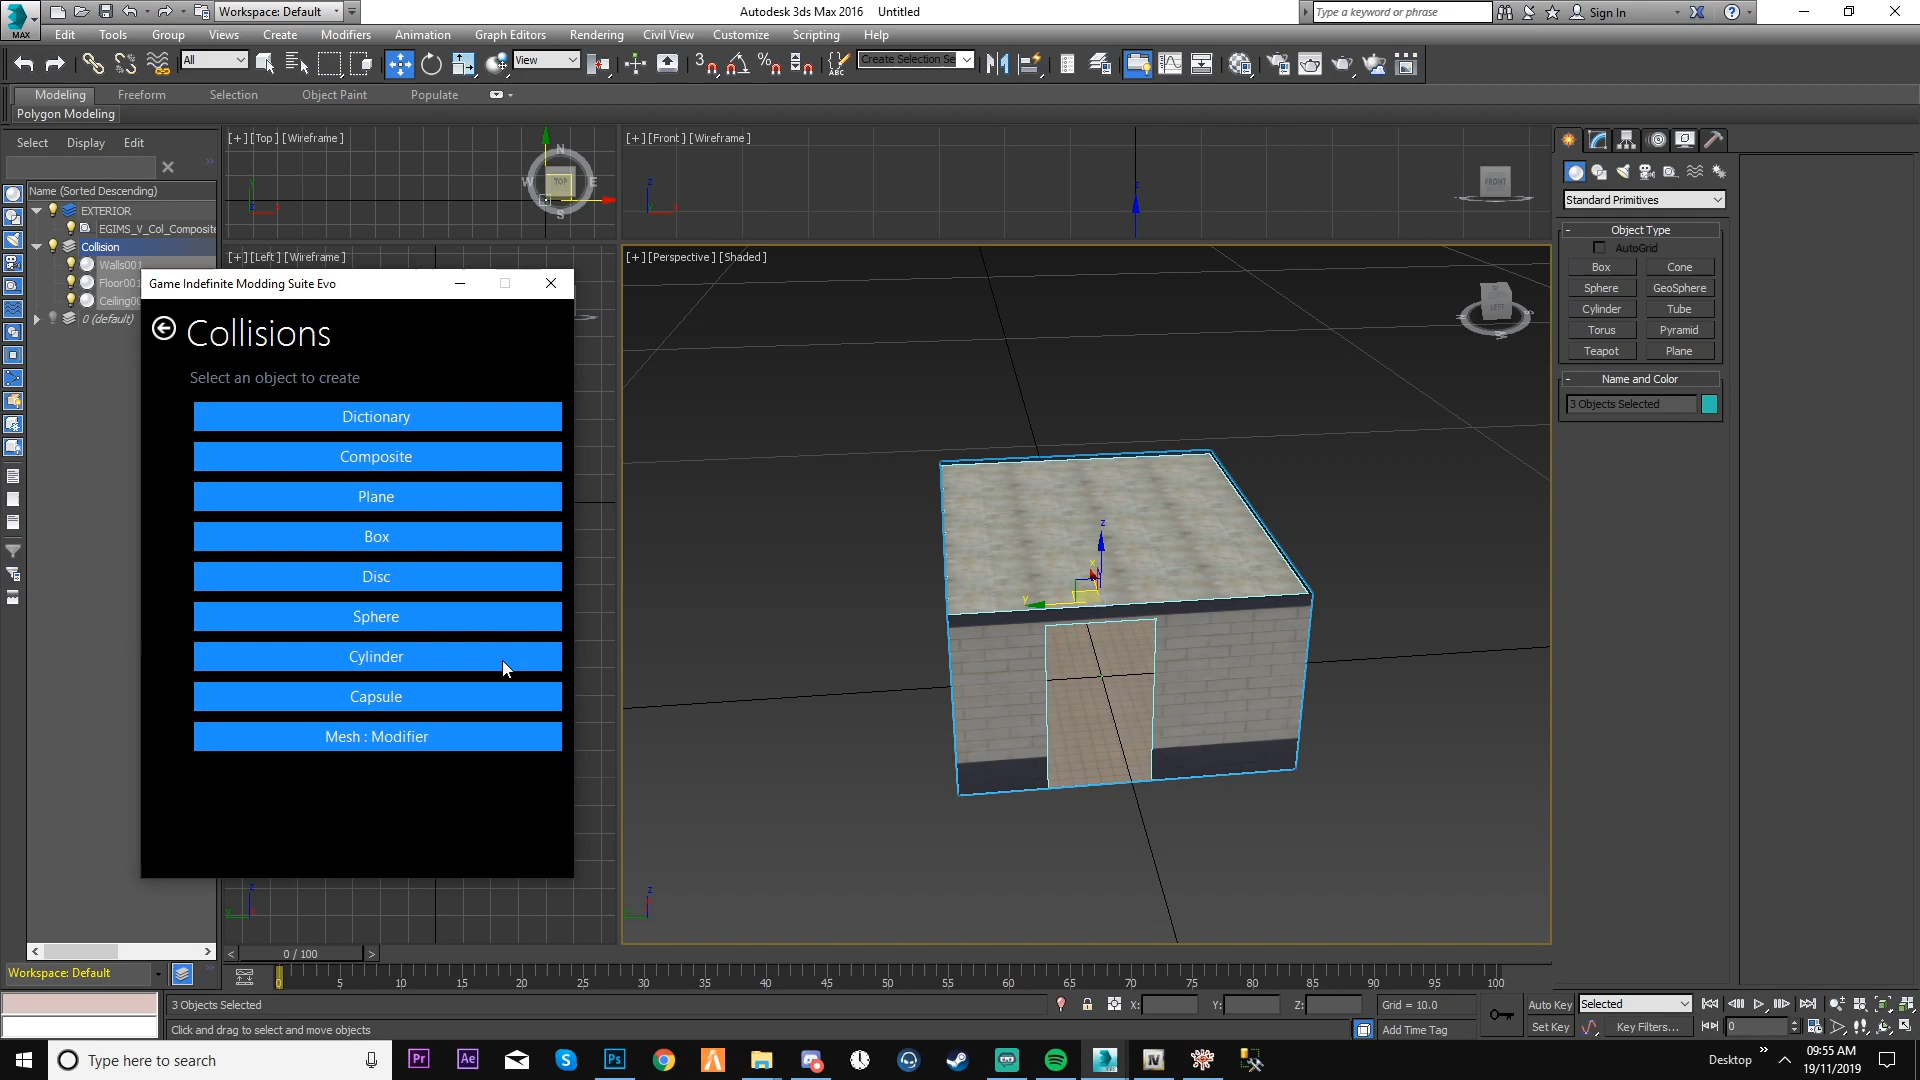 Workspace: Default
Autodesk 3ds Max 2016 Untitled
Type a keyword or phrase
Sign In
MAX
Edit Tools Group Views Create Modifiers Animation Graph Editors Rendering Civil View Customize Scripting Help
All
View
Create Selection Se
Modeling Freeform Selection Object Paint Populate
Polygon Modeling
Select Display Edit
Name (Sorted Descending)
EXTERIOR
EGIMS_V_Col_Composite
Collision
Walls001
Floor001
Ceiling00
0 (default)
[+] [Top] [Wireframe]
[+] [Front] [Wireframe]
[+] [Left] [Wireframe]
[+] [Perspective] [Shaded]
N
W TOP E
S
FRONT
LEFT
Game Indefinite Modding Suite Evo
Collisions
Select an object to create
Dictionary
Composite
Plane
Box
Disc
Sphere
Cylinder
Capsule
Mesh : Modifier
Standard Primitives
- Object Type
AutoGrid
Box Cone
Sphere GeoSphere
Cylinder Tube
Torus Pyramid
Teapot Plane
- Name and Color
3 Objects Selected
z
x
y
< 0 / 100 >
Workspace: Default
0 5 10 15 20 25 30 35 40 45 50 55 60 65 70 75 80 85 90 95 100
3 Objects Selected
X: Y: Z: Grid = 10.0
Auto Key Selected
Click and drag to select and move objects
Add Time Tag
Set Key Key Filters... 0
Type here to search
Desktop
09:55 AM
19/11/2019